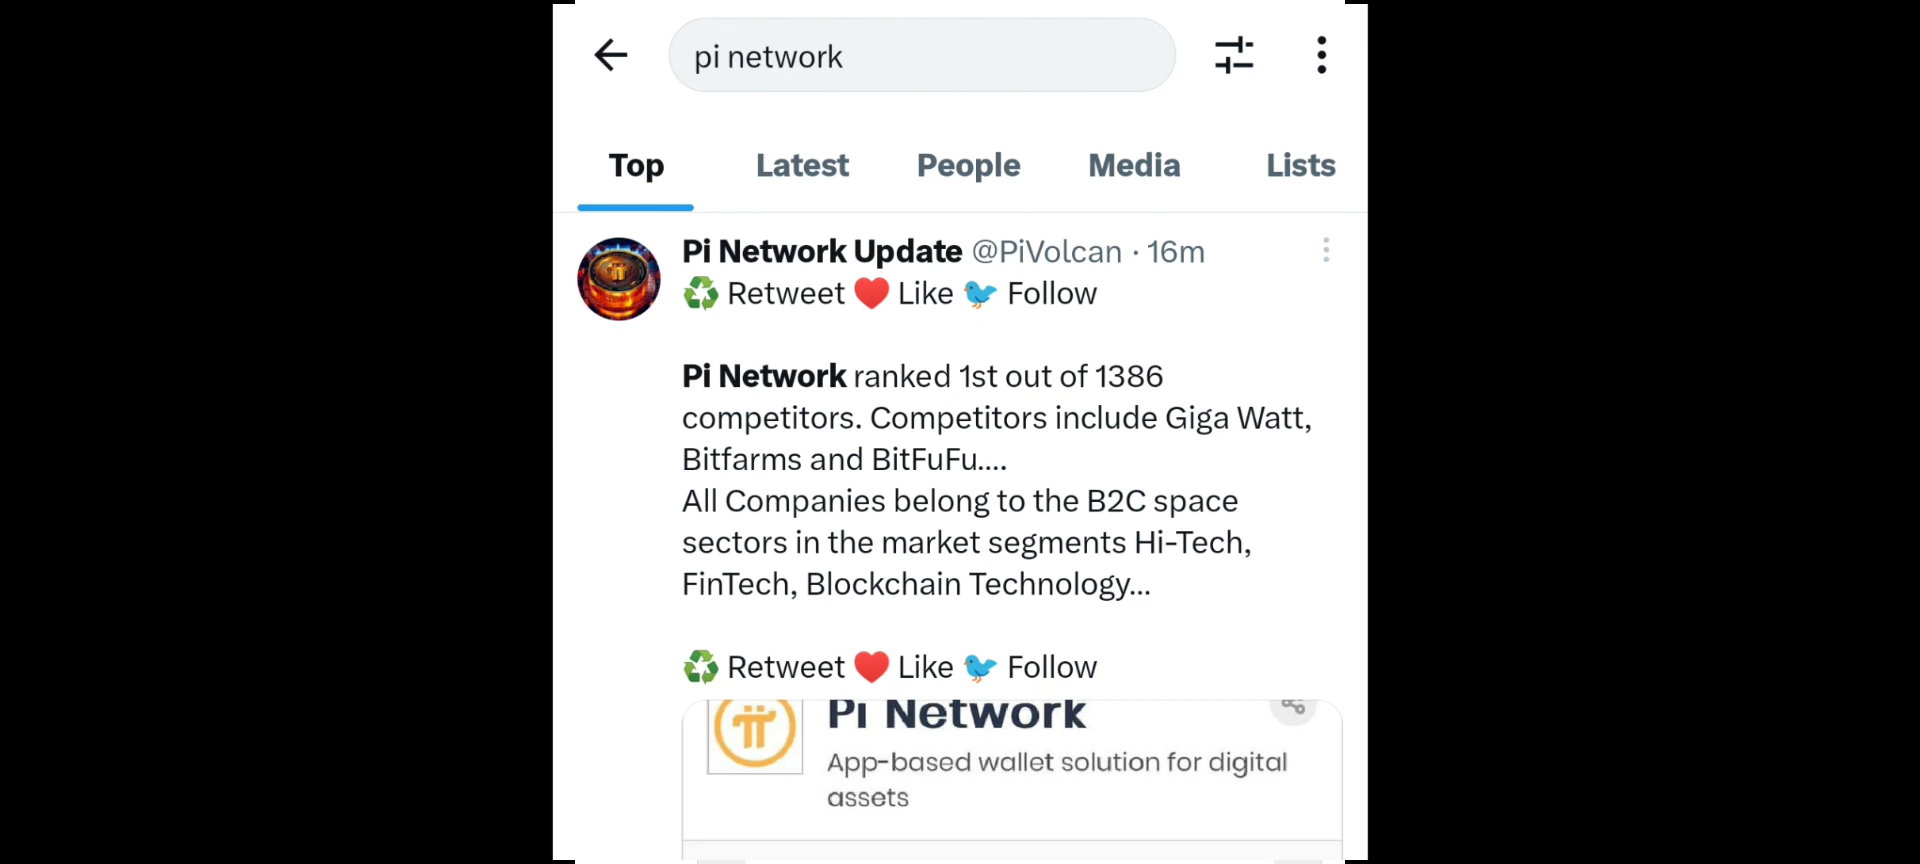 pi network
Top Latest People Media Lists
Pi Network Update @PiVolcan · 16m
♻️ Retweet ❤️ Like 🐦 Follow
Pi Network ranked 1st out of 1386
competitors. Competitors include Giga Watt,
Bitfarms and BitFuFu....
All Companies belong to the B2C space
sectors in the market segments Hi-Tech,
FinTech, Blockchain Technology...
♻️ Retweet ❤️ Like 🐦 Follow
Pi Network
App-based wallet solution for digital
assets